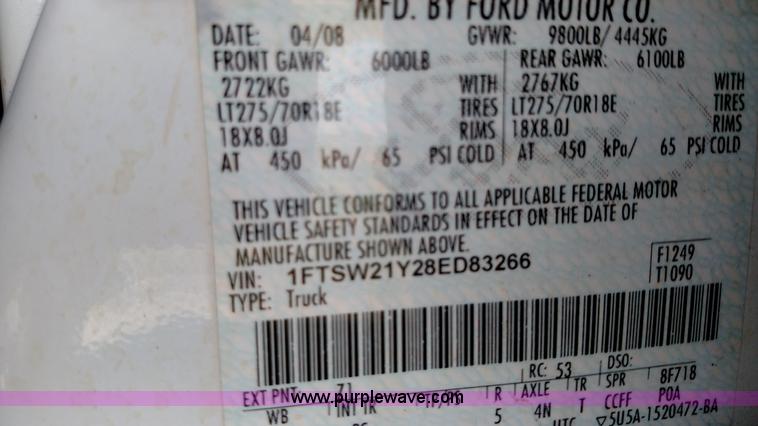 MFD. BY FORD MOTOR CO.
DATE: 04/08 GVWR: 9800LB/ 4445KG
FRONT GAWR: 6000LB REAR GAWR: 6100LB
2722KG WITH 2767KG WITH
LT275/70R18E TIRES LT275/70R18E TIRES
18X8.0J RIMS 18X8.0J RIMS
AT 450 kPa/ 65 PSI COLD AT 450 kPa/ 65 PSI COLD
THIS VEHICLE CONFORMS TO ALL APPLICABLE FEDERAL MOTOR
VEHICLE SAFETY STANDARDS IN EFFECT ON THE DATE OF
MANUFACTURE SHOWN ABOVE.
VIN: 1FTSW21Y28ED83266 F1249
TYPE: Truck T1090
EXT PNT: Z1 RC: 53 DSO:
WB INT TR R AXLE TR SPR 8F718
5 4N T CCFF POA
5U5A-1520472-BA
www.purplewave.com